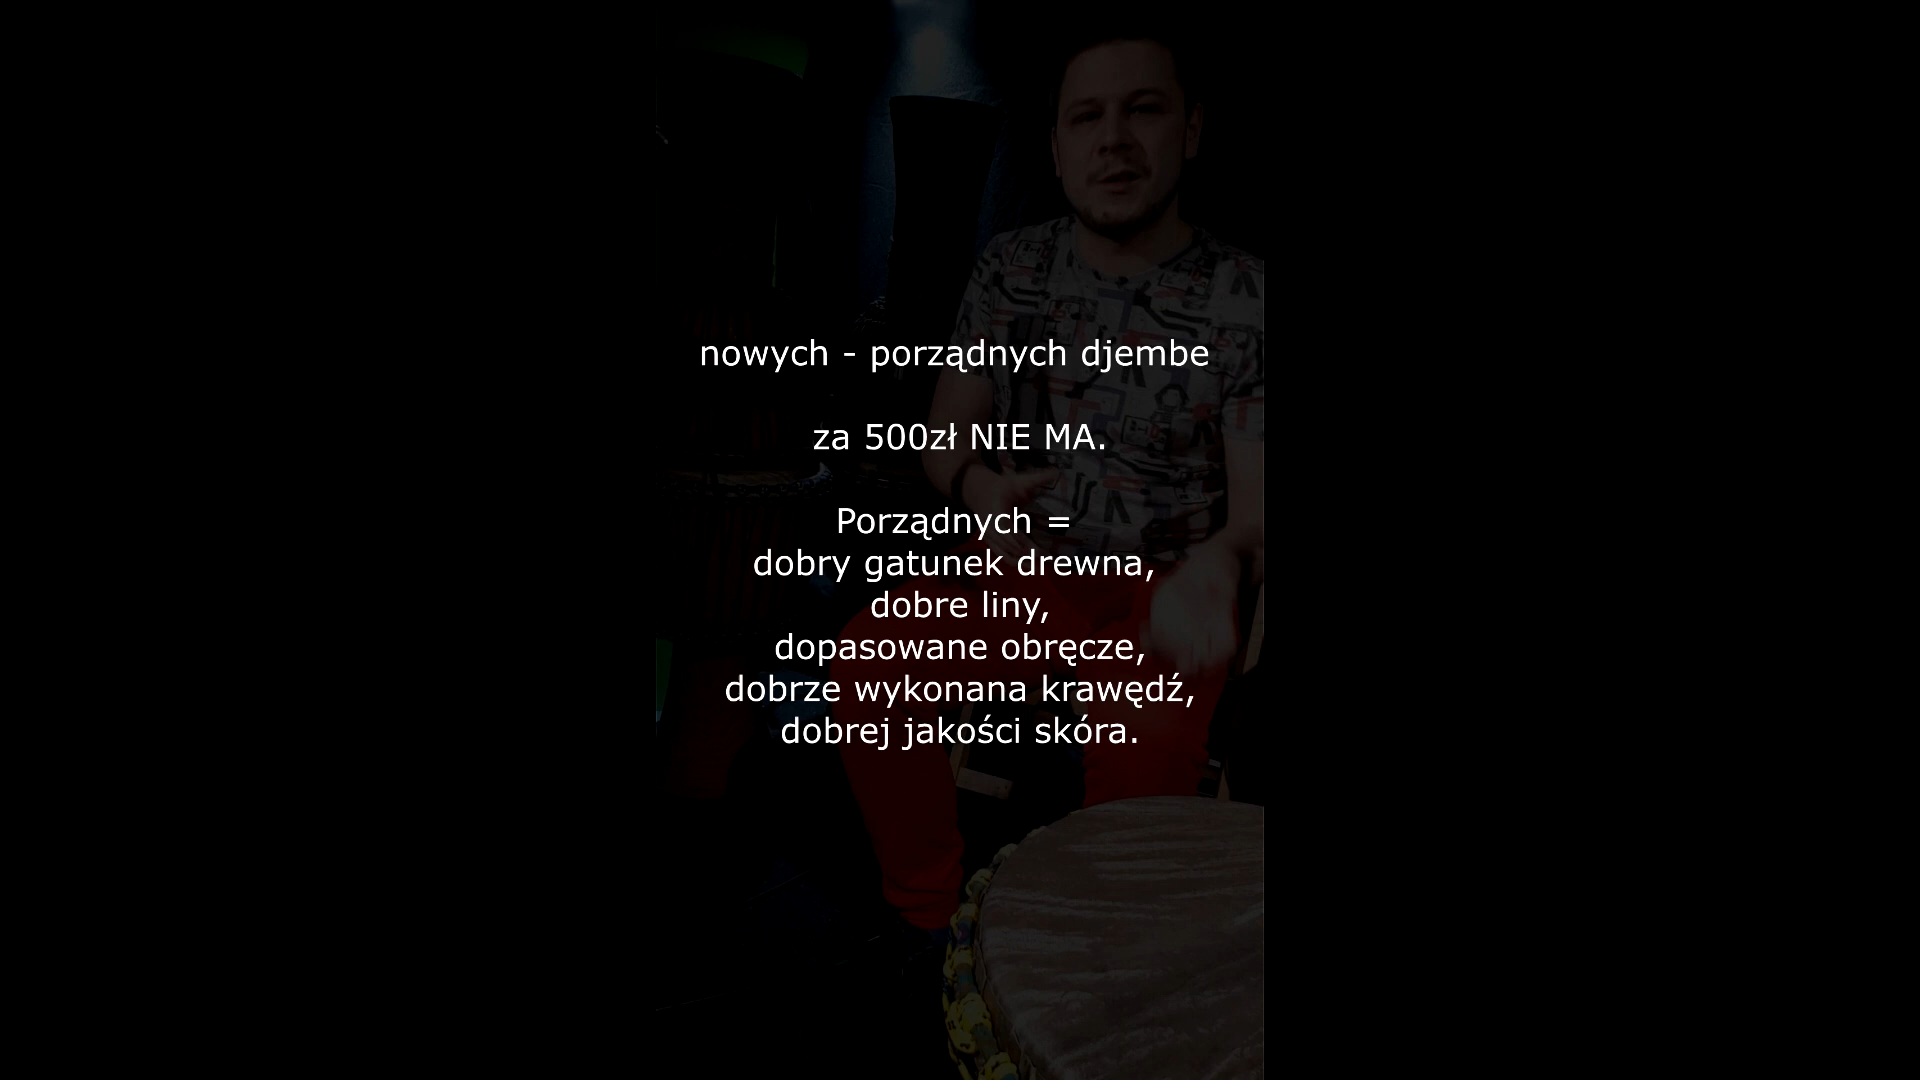 nowych - porządnych djembe
za 500zł NIE MA.
Porządnych =
dobry gatunek drewna,
dobre liny,
dopasowane obręcze,
dobrze wykonana krawędź,
dobrej jakości skóra.